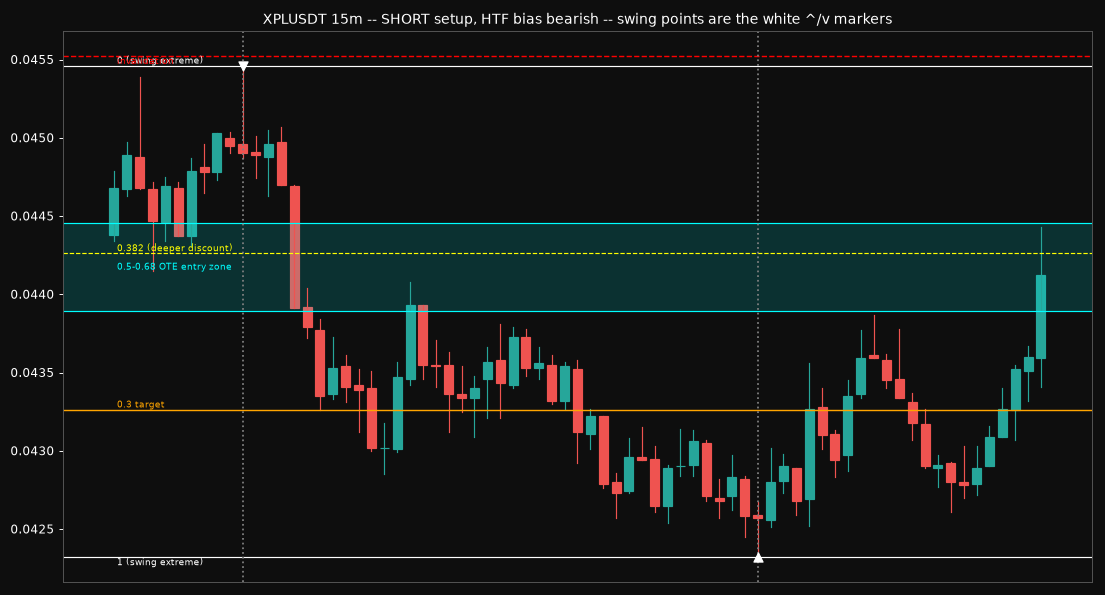 XPLUSDT 15m -- SHORT setup, HTF bias bearish -- swing points are the white ^/v markers
0.0455
0 (swing extreme)
0.0450
0.0445
0.382 (deeper discount)
0.5-0.68 OTE entry zone
0.0440
0.0435
0.3 target
0.0430
0.0425
1 (swing extreme)